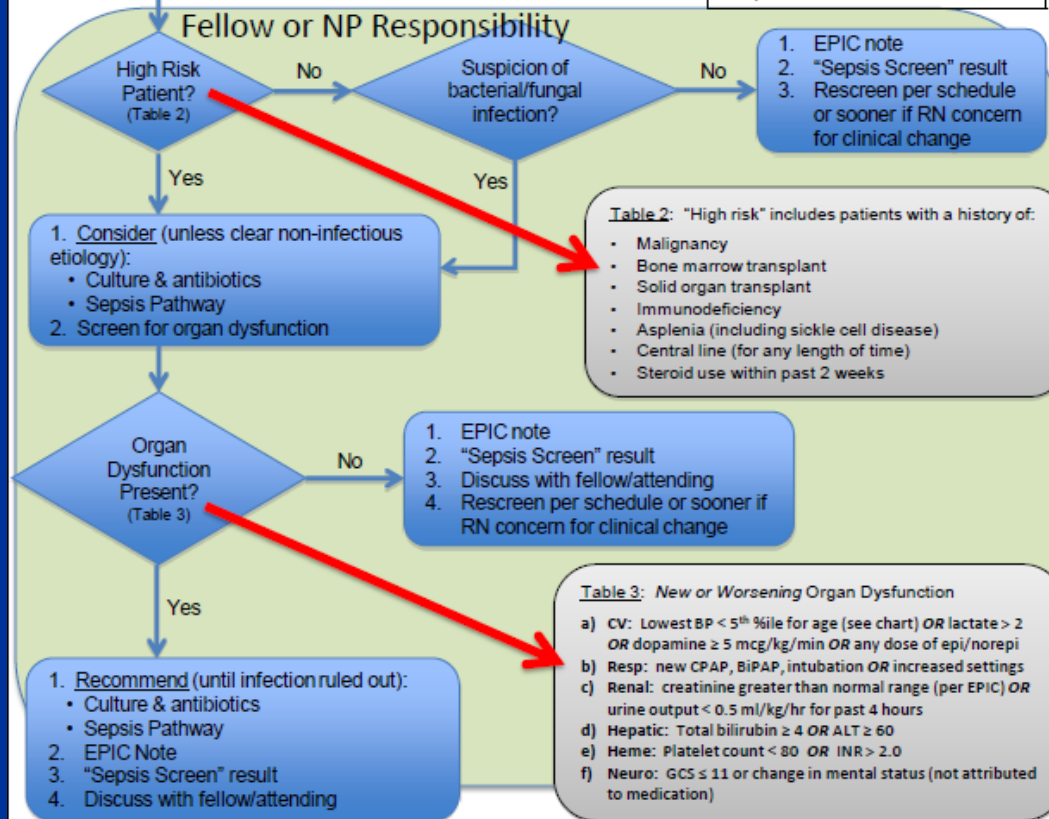 Fellow or NP Responsibility
High Risk
Patient?
(Table 2)
No
Suspicion of
bacterial/fungal
infection?
No
1. EPIC note
2. “Sepsis Screen” result
3. Rescreen per schedule
or sooner if RN concern
for clinical change
Yes
Yes
1. Consider (unless clear non-infectious
etiology):
• Culture & antibiotics
• Sepsis Pathway
2. Screen for organ dysfunction
Table 2: "High risk" includes patients with a history of:
• Malignancy
• Bone marrow transplant
• Solid organ transplant
• Immunodeficiency
• Asplenia (including sickle cell disease)
• Central line (for any length of time)
• Steroid use within past 2 weeks
Organ
Dysfunction
Present?
(Table 3)
No
1. EPIC note
2. “Sepsis Screen” result
3. Discuss with fellow/attending
4. Rescreen per schedule or sooner if
RN concern for clinical change
Yes
Table 3: New or Worsening Organ Dysfunction
a) CV: Lowest BP < 5th %ile for age (see chart) OR lactate > 2
OR dopamine ≥ 5 mcg/kg/min OR any dose of epi/norepi
b) Resp: new CPAP, BiPAP, intubation OR increased settings
c) Renal: creatinine greater than normal range (per EPIC) OR
urine output < 0.5 ml/kg/hr for past 4 hours
d) Hepatic: Total bilirubin ≥ 4 OR ALT ≥ 60
e) Heme: Platelet count < 80 OR INR > 2.0
f) Neuro: GCS ≤ 11 or change in mental status (not attributed
to medication)
1. Recommend (until infection ruled out):
• Culture & antibiotics
• Sepsis Pathway
2. EPIC Note
3. “Sepsis Screen” result
4. Discuss with fellow/attending